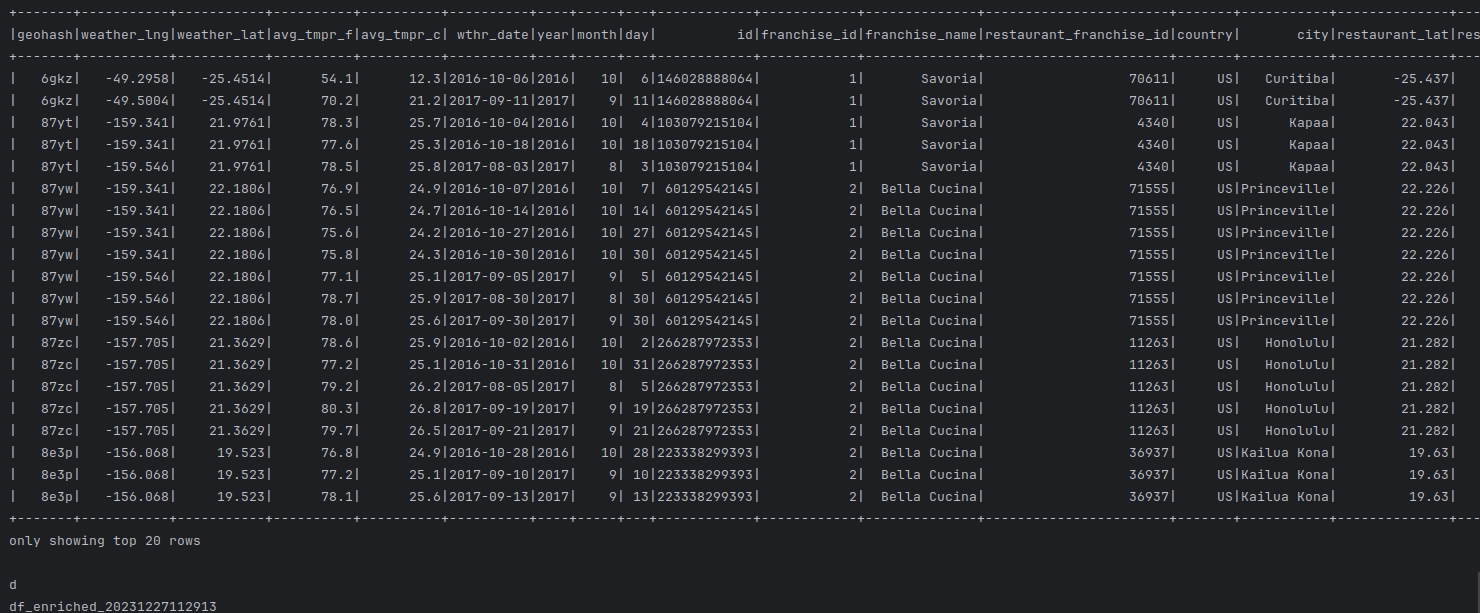 +-------+-----------+-----------+----------+----------+----------+----+-----+---+------------+------------+--------------+-----------------------+-------+-----------+--------------+---
|geohash|weather_lng|weather_lat|avg_tmpr_f|avg_tmpr_c| wthr_date|year|month|day|          id|franchise_id|franchise_name|restaurant_franchise_id|country|       city|restaurant_lat|res
+-------+-----------+-----------+----------+----------+----------+----+-----+---+------------+------------+--------------+-----------------------+-------+-----------+--------------+---
|   6gkz|   -49.2958|   -25.4514|      54.1|      12.3|2016-10-06|2016|   10|  6|146028888064|           1|       Savoria|                  70611|     US|   Curitiba|       -25.437|
|   6gkz|   -49.5004|   -25.4514|      70.2|      21.2|2017-09-11|2017|    9| 11|146028888064|           1|       Savoria|                  70611|     US|   Curitiba|       -25.437|
|   87yt|   -159.341|    21.9761|      78.3|      25.7|2016-10-04|2016|   10|  4|103079215104|           1|       Savoria|                   4340|     US|      Kapaa|        22.043|
|   87yt|   -159.341|    21.9761|      77.6|      25.3|2016-10-18|2016|   10| 18|103079215104|           1|       Savoria|                   4340|     US|      Kapaa|        22.043|
|   87yt|   -159.546|    21.9761|      78.5|      25.8|2017-08-03|2017|    8|  3|103079215104|           1|       Savoria|                   4340|     US|      Kapaa|        22.043|
|   87yw|   -159.341|    22.1806|      76.9|      24.9|2016-10-07|2016|   10|  7| 60129542145|           2|  Bella Cucina|                  71555|     US|Princeville|        22.226|
|   87yw|   -159.341|    22.1806|      76.5|      24.7|2016-10-14|2016|   10| 14| 60129542145|           2|  Bella Cucina|                  71555|     US|Princeville|        22.226|
|   87yw|   -159.341|    22.1806|      75.6|      24.2|2016-10-27|2016|   10| 27| 60129542145|           2|  Bella Cucina|                  71555|     US|Princeville|        22.226|
|   87yw|   -159.341|    22.1806|      75.8|      24.3|2016-10-30|2016|   10| 30| 60129542145|           2|  Bella Cucina|                  71555|     US|Princeville|        22.226|
|   87yw|   -159.546|    22.1806|      77.1|      25.1|2017-09-05|2017|    9|  5| 60129542145|           2|  Bella Cucina|                  71555|     US|Princeville|        22.226|
|   87yw|   -159.546|    22.1806|      78.7|      25.9|2017-08-30|2017|    8| 30| 60129542145|           2|  Bella Cucina|                  71555|     US|Princeville|        22.226|
|   87yw|   -159.546|    22.1806|      78.0|      25.6|2017-09-30|2017|    9| 30| 60129542145|           2|  Bella Cucina|                  71555|     US|Princeville|        22.226|
|   87zc|   -157.705|    21.3629|      78.6|      25.9|2016-10-02|2016|   10|  2|266287972353|           2|  Bella Cucina|                  11263|     US|   Honolulu|        21.282|
|   87zc|   -157.705|    21.3629|      77.2|      25.1|2016-10-31|2016|   10| 31|266287972353|           2|  Bella Cucina|                  11263|     US|   Honolulu|        21.282|
|   87zc|   -157.705|    21.3629|      79.2|      26.2|2017-08-05|2017|    8|  5|266287972353|           2|  Bella Cucina|                  11263|     US|   Honolulu|        21.282|
|   87zc|   -157.705|    21.3629|      80.3|      26.8|2017-09-19|2017|    9| 19|266287972353|           2|  Bella Cucina|                  11263|     US|   Honolulu|        21.282|
|   87zc|   -157.705|    21.3629|      79.7|      26.5|2017-09-21|2017|    9| 21|266287972353|           2|  Bella Cucina|                  11263|     US|   Honolulu|        21.282|
|   8e3p|   -156.068|     19.523|      76.8|      24.9|2016-10-28|2016|   10| 28|223338299393|           2|  Bella Cucina|                  36937|     US|Kailua Kona|         19.63|
|   8e3p|   -156.068|     19.523|      77.2|      25.1|2017-09-10|2017|    9| 10|223338299393|           2|  Bella Cucina|                  36937|     US|Kailua Kona|         19.63|
|   8e3p|   -156.068|     19.523|      78.1|      25.6|2017-09-13|2017|    9| 13|223338299393|           2|  Bella Cucina|                  36937|     US|Kailua Kona|         19.63|
+-------+-----------+-----------+----------+----------+----------+----+-----+---+------------+------------+--------------+-----------------------+-------+-----------+--------------+---
only showing top 20 rows
d
df_enriched_20231227112913